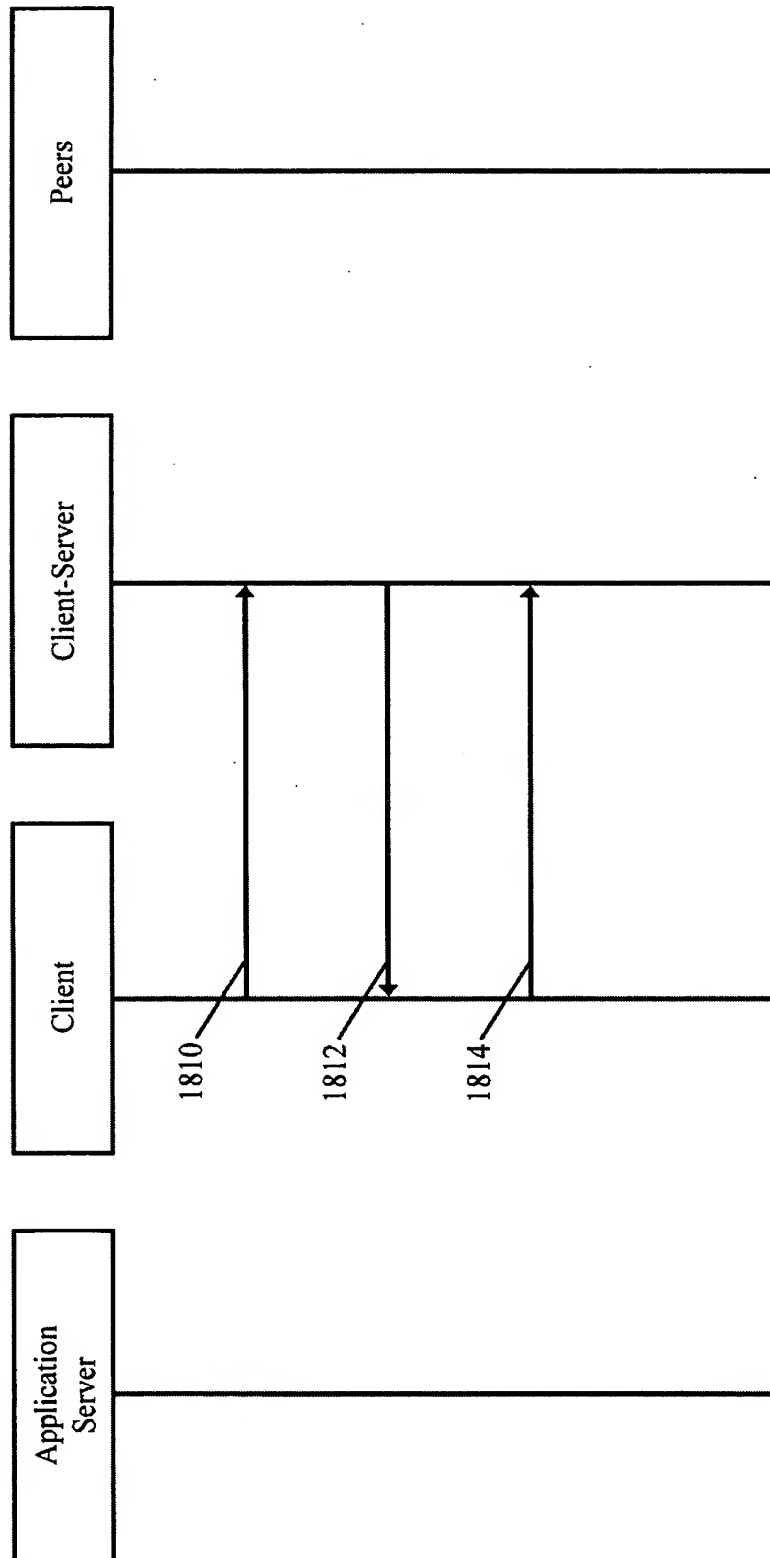 Application
Server
Client
Client-Server
Peers
1810
1812
1814